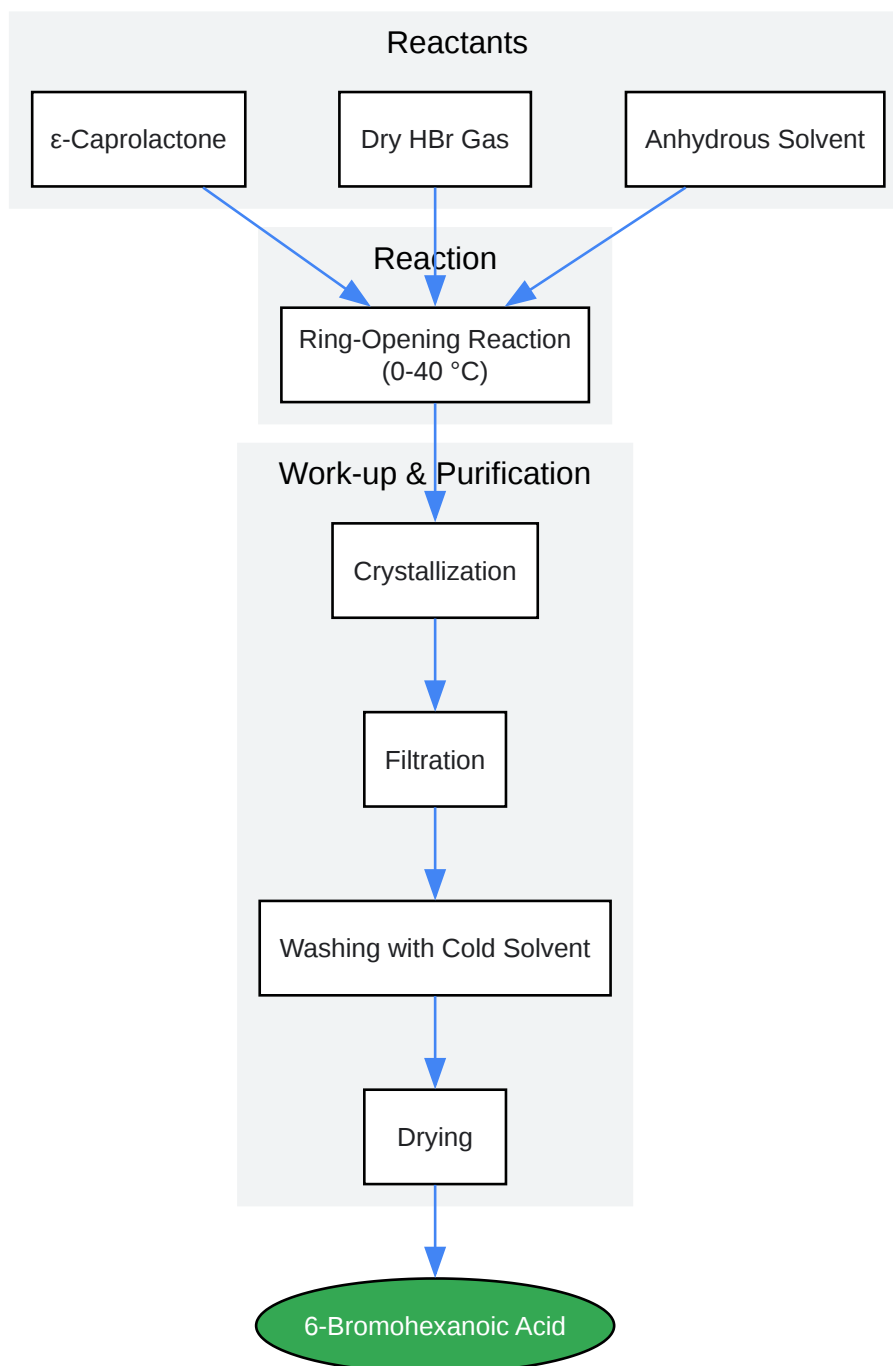 Reactants
ε-Caprolactone
Dry HBr Gas
Anhydrous Solvent
Reaction
Ring-Opening Reaction
(0-40 °C)
Work-up & Purification
Crystallization
Filtration
Washing with Cold Solvent
Drying
6-Bromohexanoic Acid